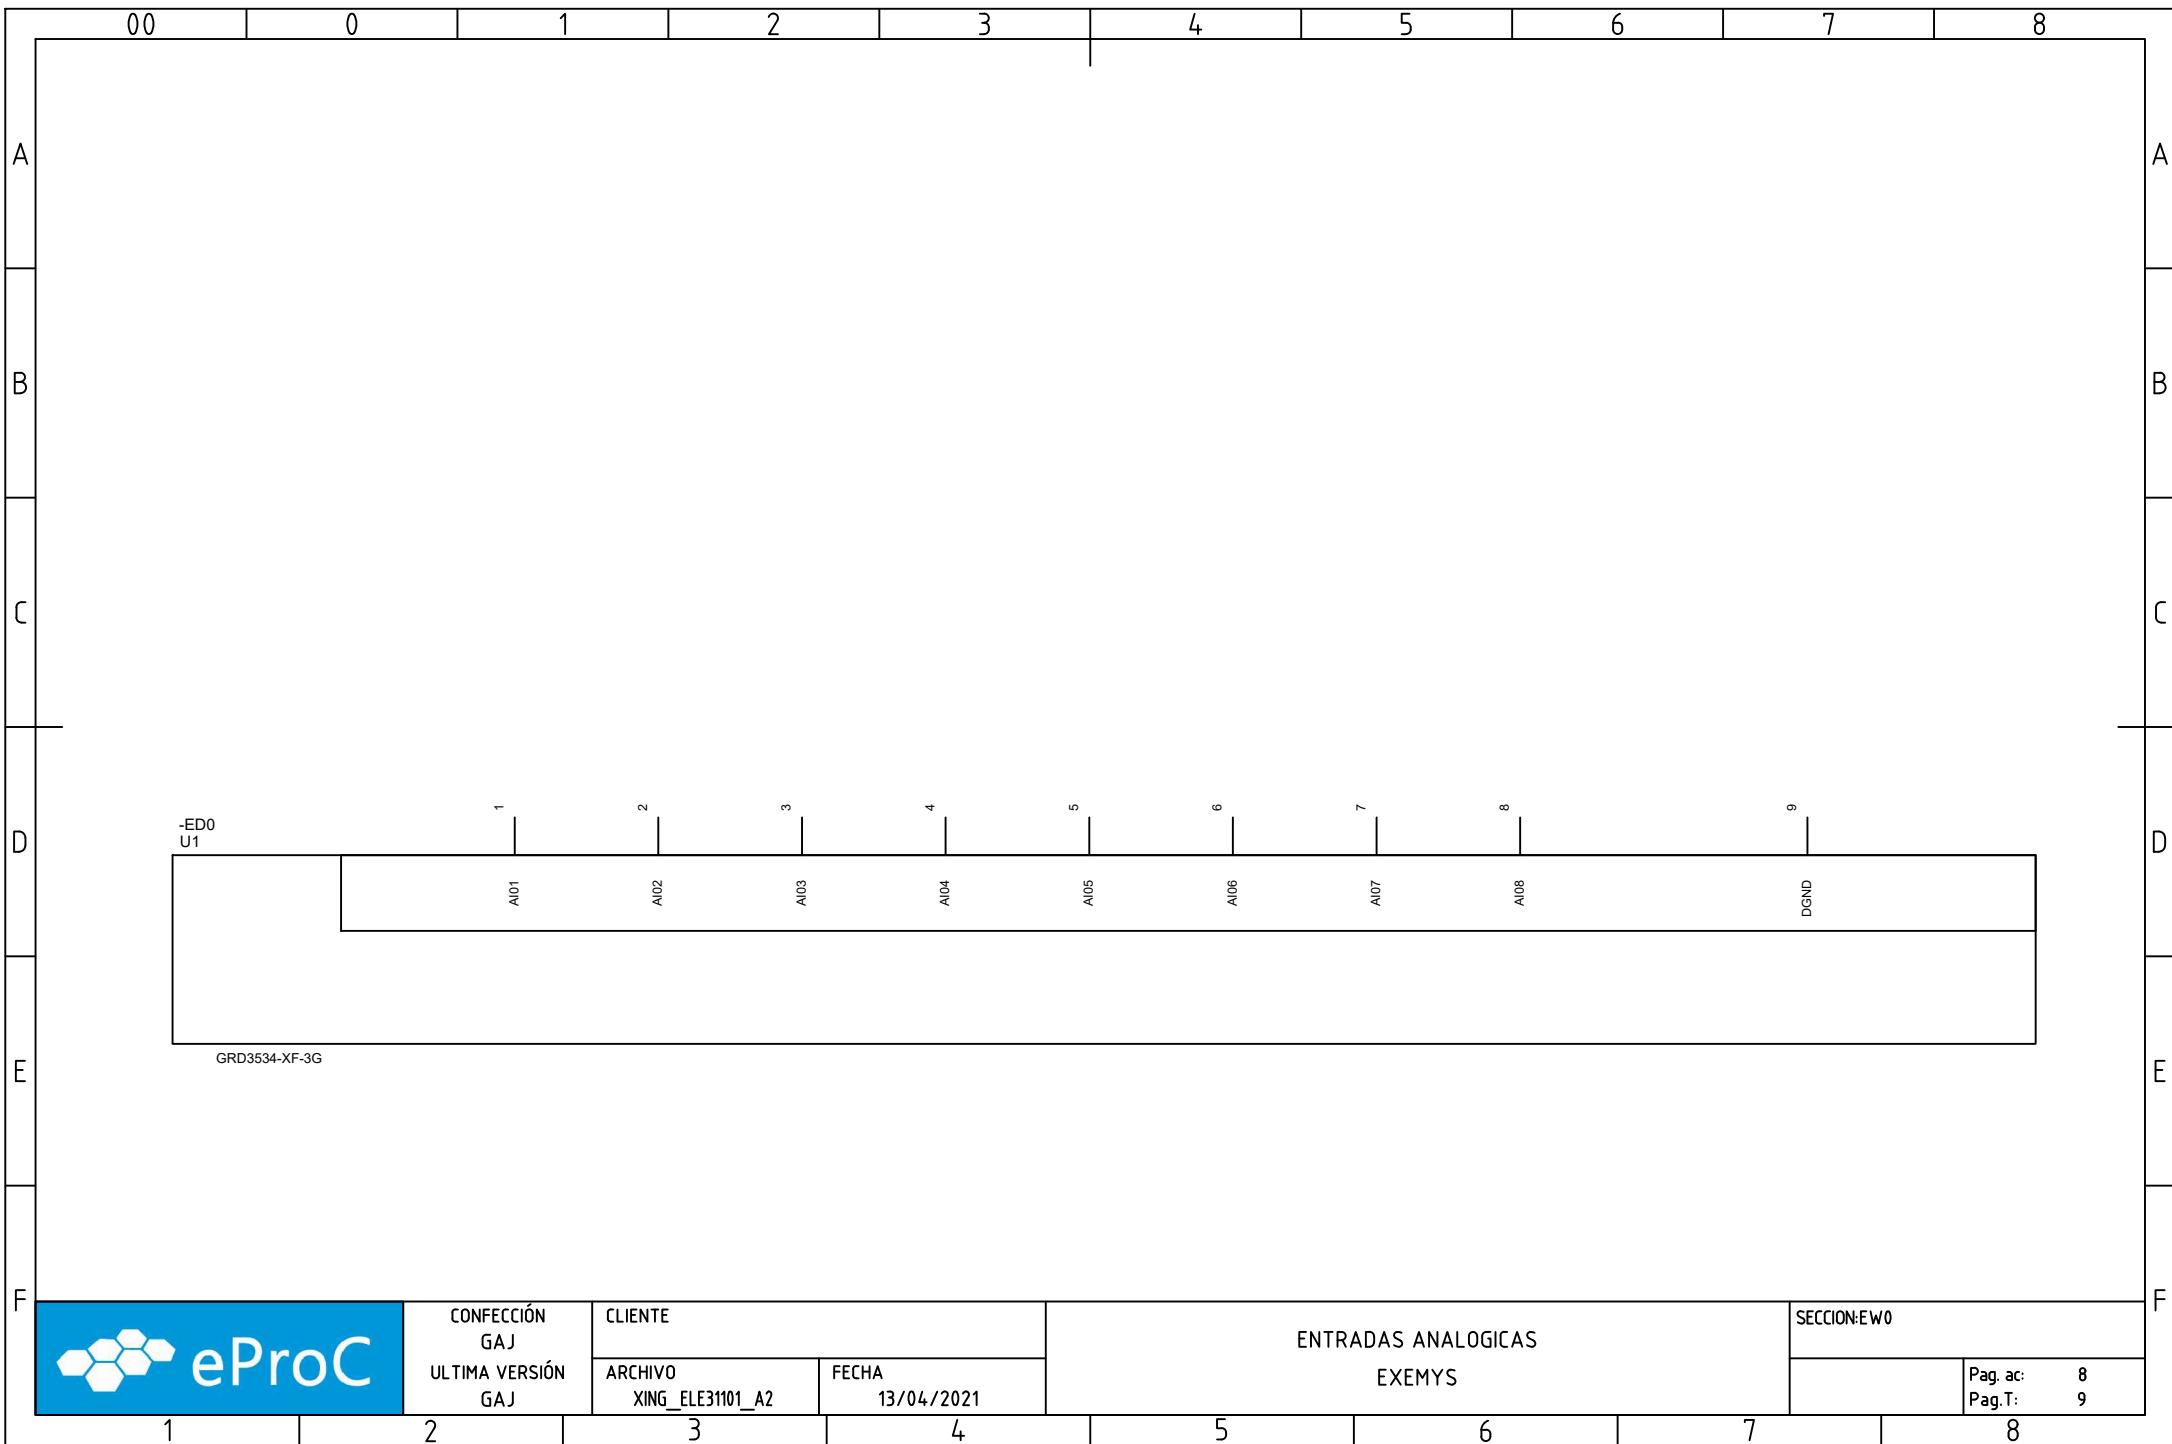 00 0 1 2 3 4 5 6 7 8
A A
B B
C C
1 2 3 4 5 6 7 8 9
-ED0
U1
D D
AI01 AI02 AI03 AI04 AI05 AI06 AI07 AI08 DGND
GRD3534-XF-3G
E E
F F
eProC
CONFECCIÓN
GAJ
ULTIMA VERSIÓN
GAJ
CLIENTE
ARCHIVO
XING_ELE31101_A2
FECHA
13/04/2021
ENTRADAS ANALOGICAS
EXEMYS
SECCION:EW0
Pag. ac: 8
Pag.T: 9
1 2 3 4 5 6 7 8